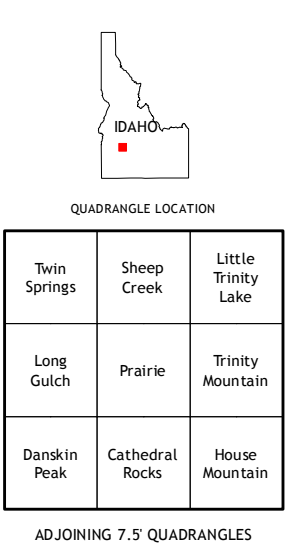 IDAHO
QUADRANGLE LOCATION
Twin
Springs
Sheep
Creek
Little
Trinity
Lake
Long
Gulch
Prairie
Trinity
Mountain
Danskin
Peak
Cathedral
Rocks
House
Mountain
ADJOINING 7.5' QUADRANGLES